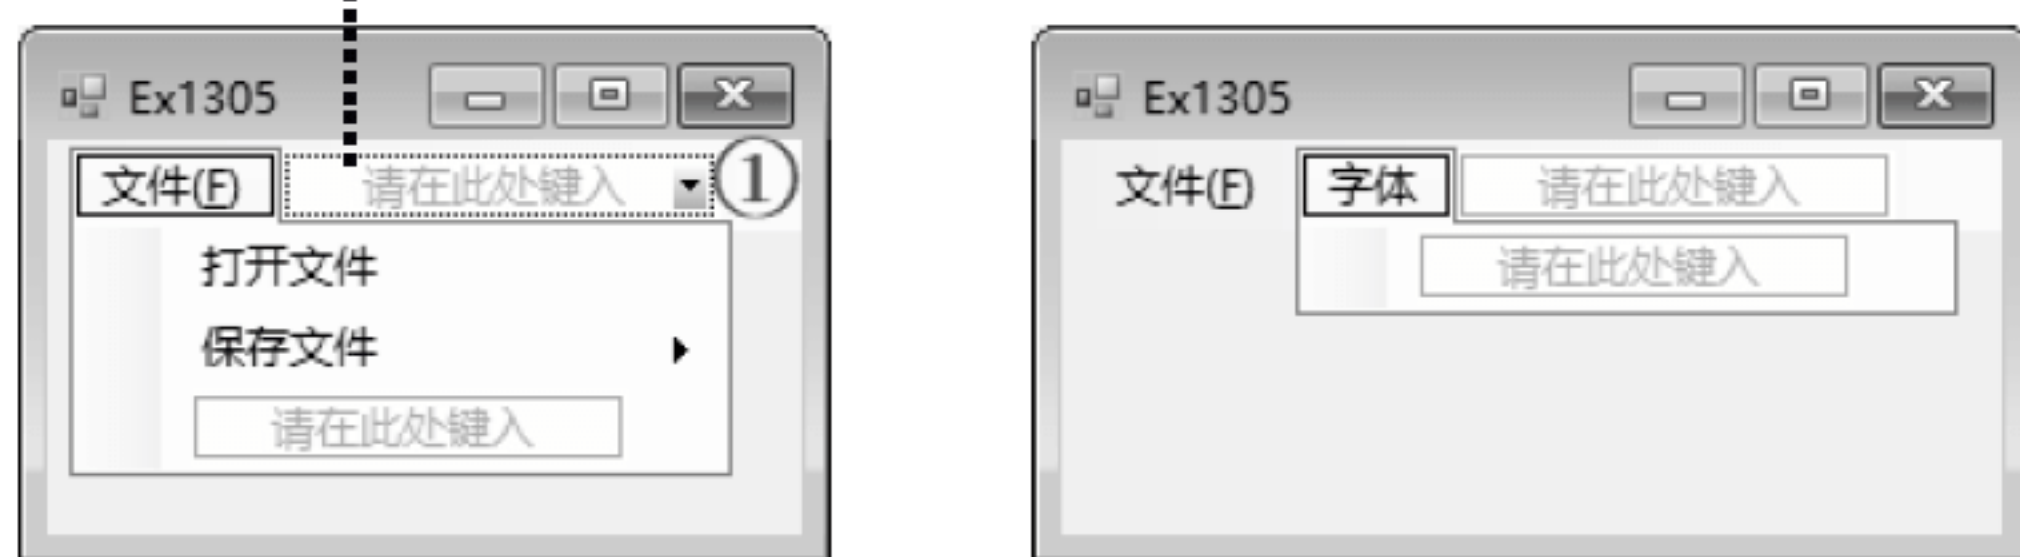 Ex1305
文件(F) 请在此处键入 ①
打开文件
保存文件
请在此处键入
Ex1305
文件(F) 字体 请在此处键入
请在此处键入